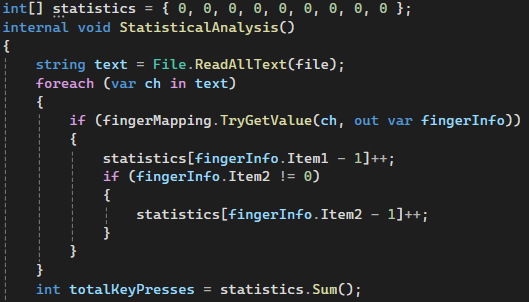 int[] statistics = { 0, 0, 0, 0, 0, 0, 0, 0, 0 };
internal void StatisticalAnalysis()
{
    string text = File.ReadAllText(file);
    foreach (var ch in text)
    {
        if (fingerMapping.TryGetValue(ch, out var fingerInfo))
        {
            statistics[fingerInfo.Item1 - 1]++;
            if (fingerInfo.Item2 != 0)
            {
                statistics[fingerInfo.Item2 - 1]++;
            }
        }
    }
    int totalKeyPresses = statistics.Sum();